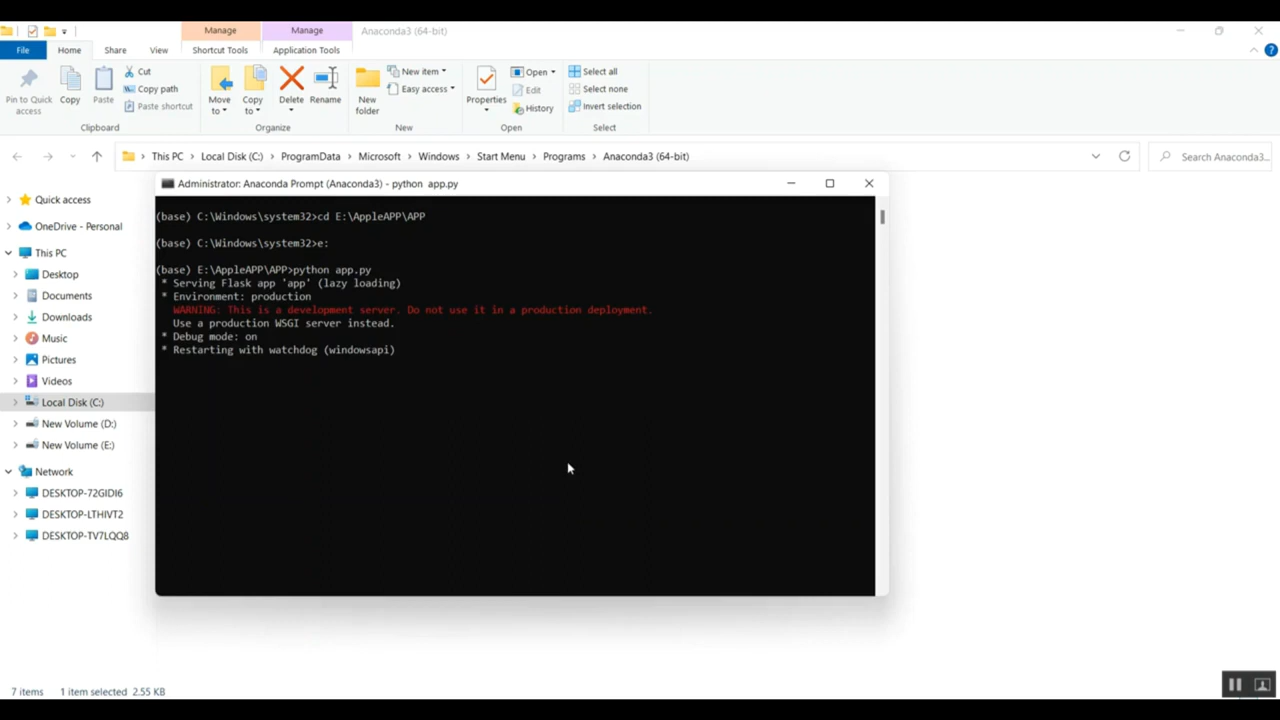 Manage Manage Anaconda3 (64-bit)
File Home Share View Shortcut Tools Application Tools
Pin to Quick access
Copy
Paste
Cut
Copy path
Paste shortcut
Move to
Copy to
Delete
Rename
New folder
New item
Easy access
Properties
Open
Edit
History
Select all
Select none
Invert selection
Clipboard Organize New Open Select
This PC > Local Disk (C:) > ProgramData > Microsoft > Windows > Start Menu > Programs > Anaconda3 (64-bit)
Search Anaconda3...
Quick access
OneDrive - Personal
This PC
Desktop
Documents
Downloads
Music
Pictures
Videos
Local Disk (C:)
New Volume (D:)
New Volume (E:)
Network
DESKTOP-72GIDI6
DESKTOP-LTHIVT2
DESKTOP-TV7LQQ8
Administrator: Anaconda Prompt (Anaconda3) - python app.py
(base) C:\Windows\system32>cd E:\AppleAPP\APP
(base) C:\Windows\system32>e:
(base) E:\AppleAPP\APP>python app.py
* Serving Flask app 'app' (lazy loading)
* Environment: production
WARNING: This is a development server. Do not use it in a production deployment.
Use a production WSGI server instead.
* Debug mode: on
* Restarting with watchdog (windowsapi)
7 items 1 item selected 2.55 KB